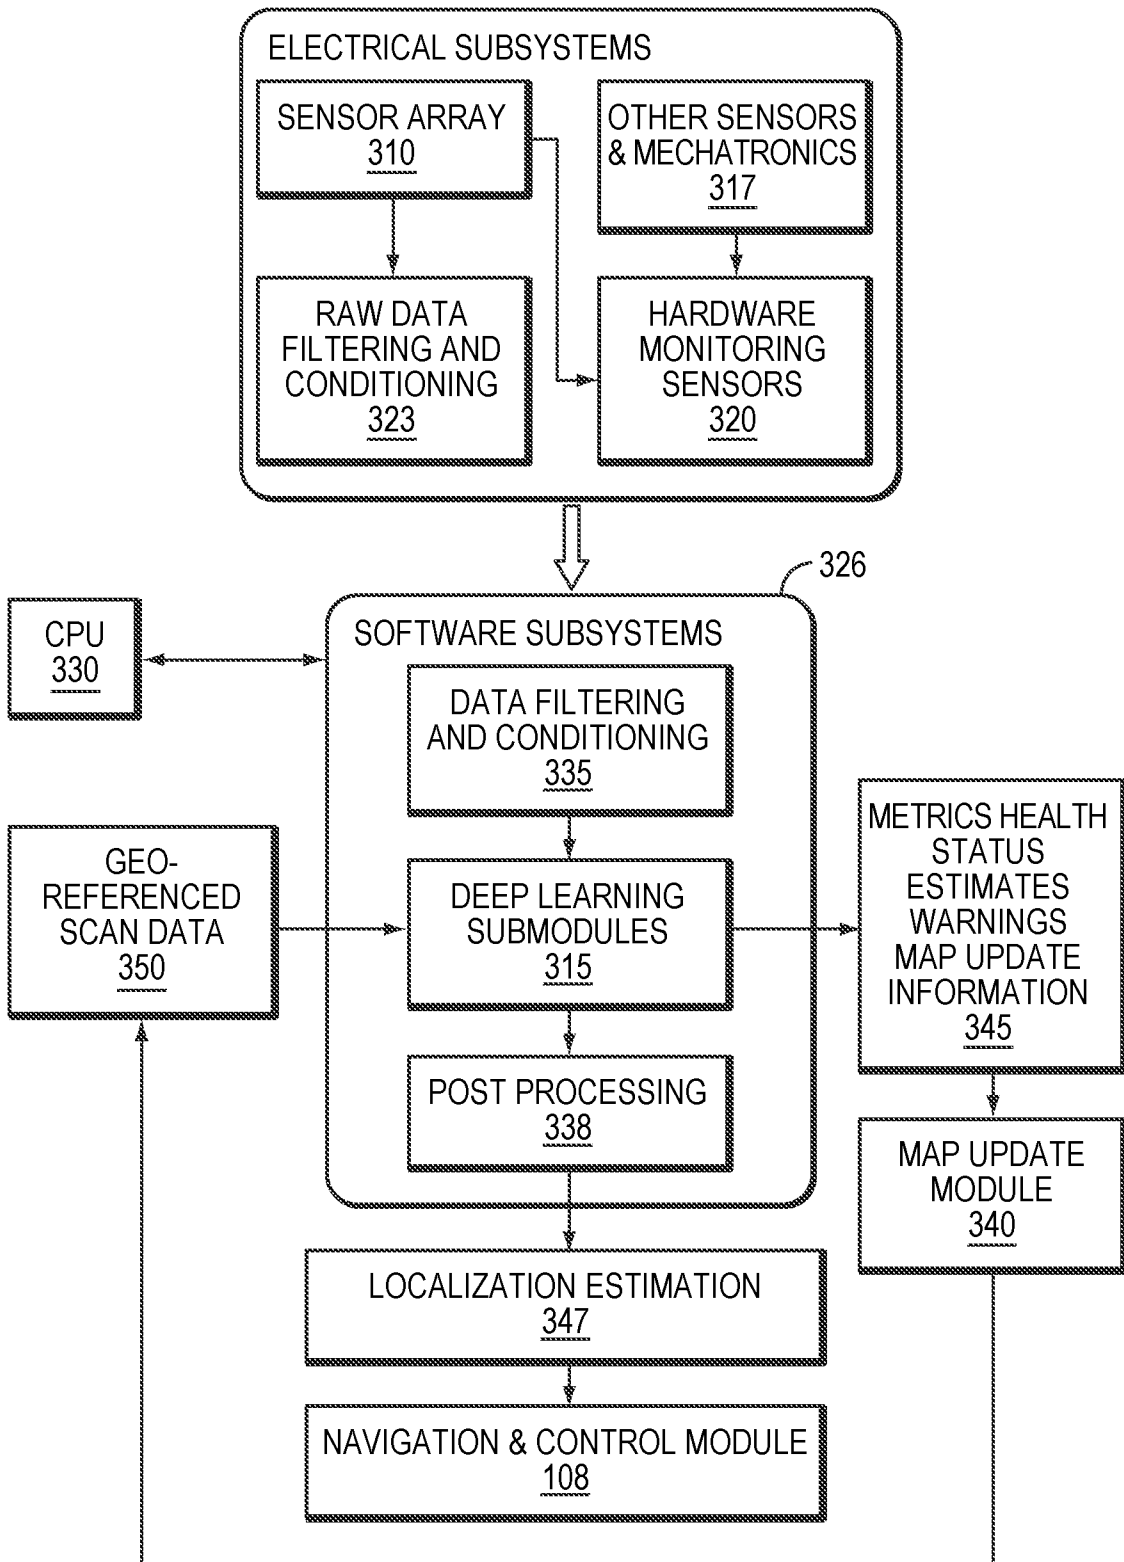 ELECTRICAL SUBSYSTEMS
SENSOR ARRAY
310
OTHER SENSORS
& MECHATRONICS
317
RAW DATA
FILTERING AND
CONDITIONING
323
HARDWARE
MONITORING
SENSORS
320
326
CPU
330
SOFTWARE SUBSYSTEMS
DATA FILTERING
AND CONDITIONING
335
GEO-
REFERENCED
SCAN DATA
350
DEEP LEARNING
SUBMODULES
315
METRICS HEALTH
STATUS
ESTIMATES
WARNINGS
MAP UPDATE
INFORMATION
345
POST PROCESSING
338
MAP UPDATE
MODULE
340
LOCALIZATION ESTIMATION
347
NAVIGATION & CONTROL MODULE
108